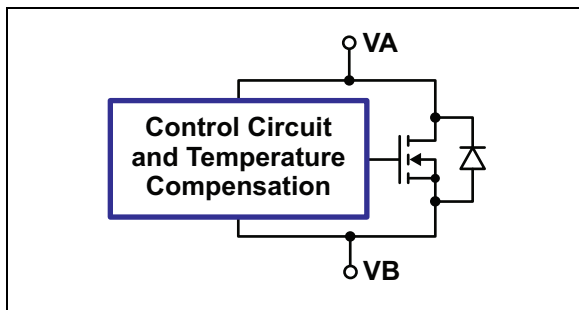 VA
Control Circuit
and Temperature
Compensation
VB